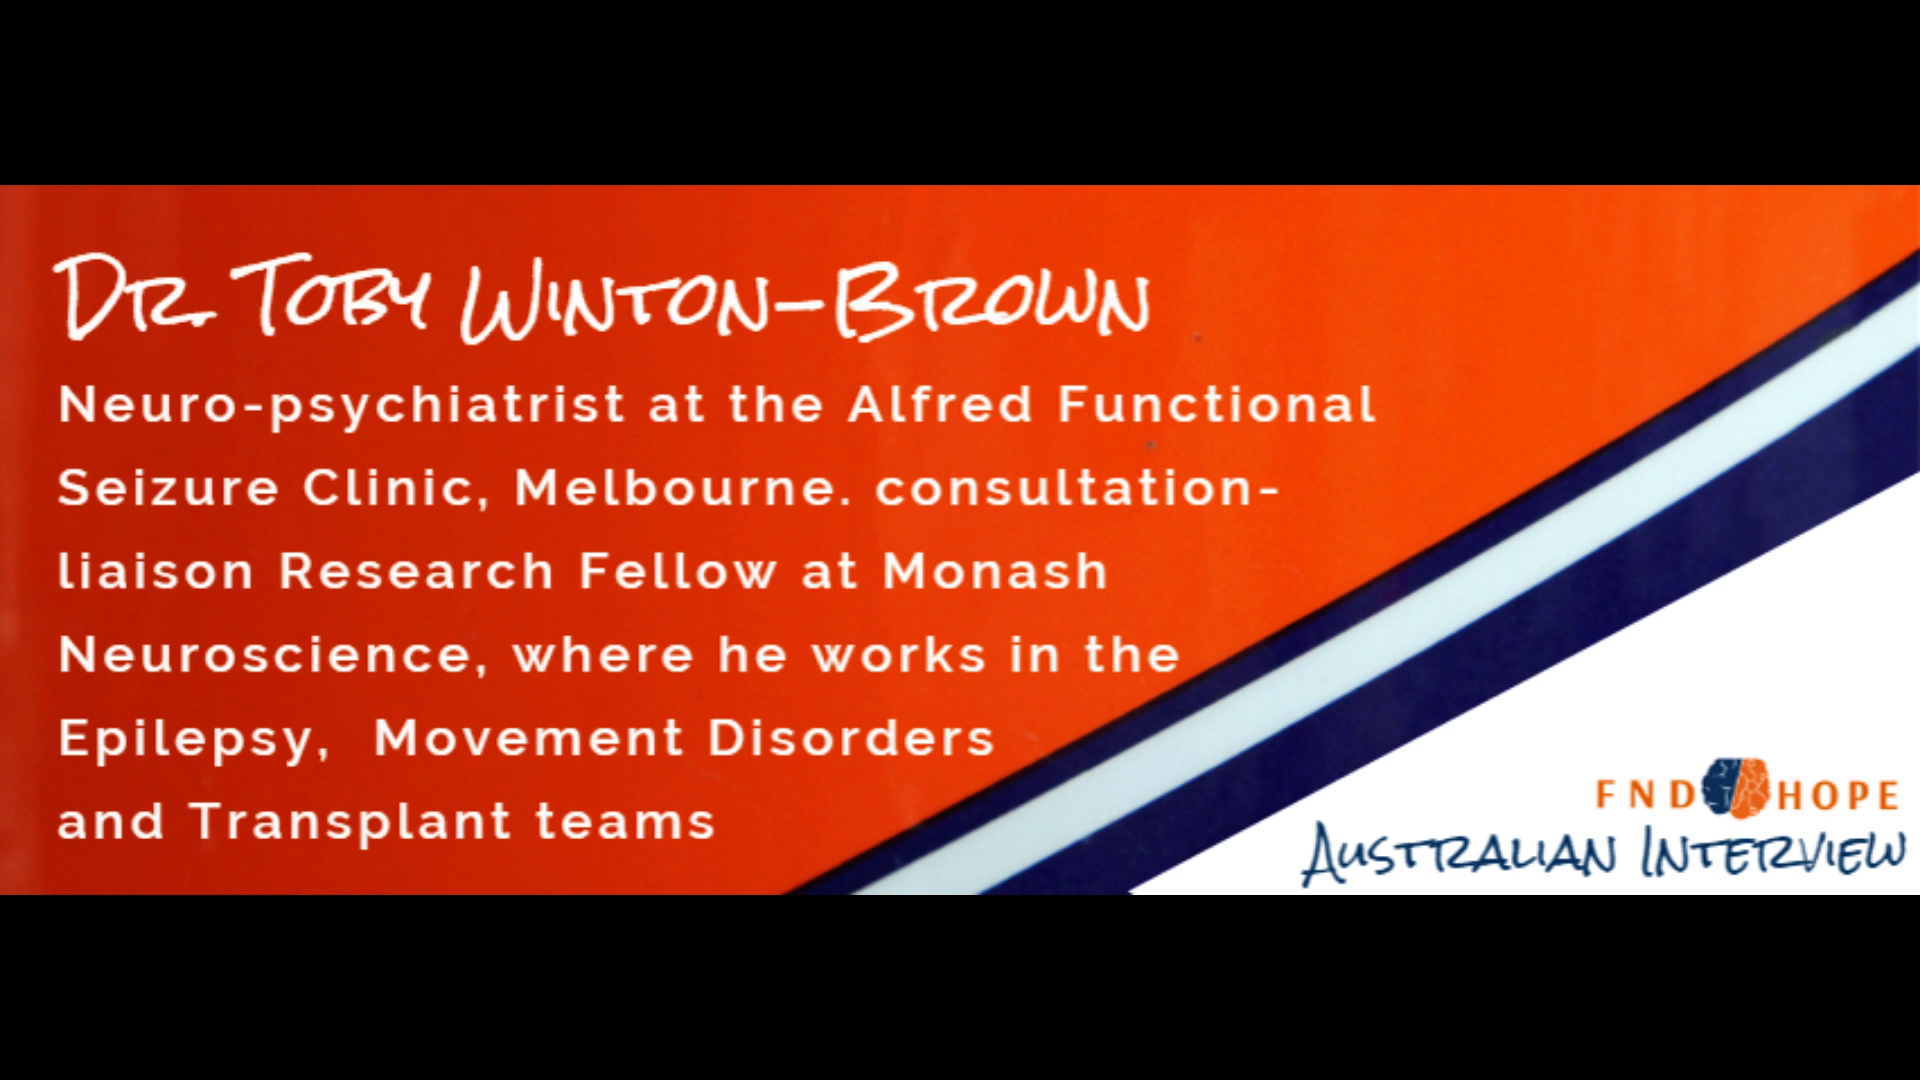 Dr. Toby Winton-Brown
Neuro-psychiatrist at the Alfred Functional
Seizure Clinic, Melbourne. consultation-
liaison Research Fellow at Monash
Neuroscience, where he works in the
Epilepsy,  Movement Disorders
and Transplant teams
FND HOPE
Australian Interview